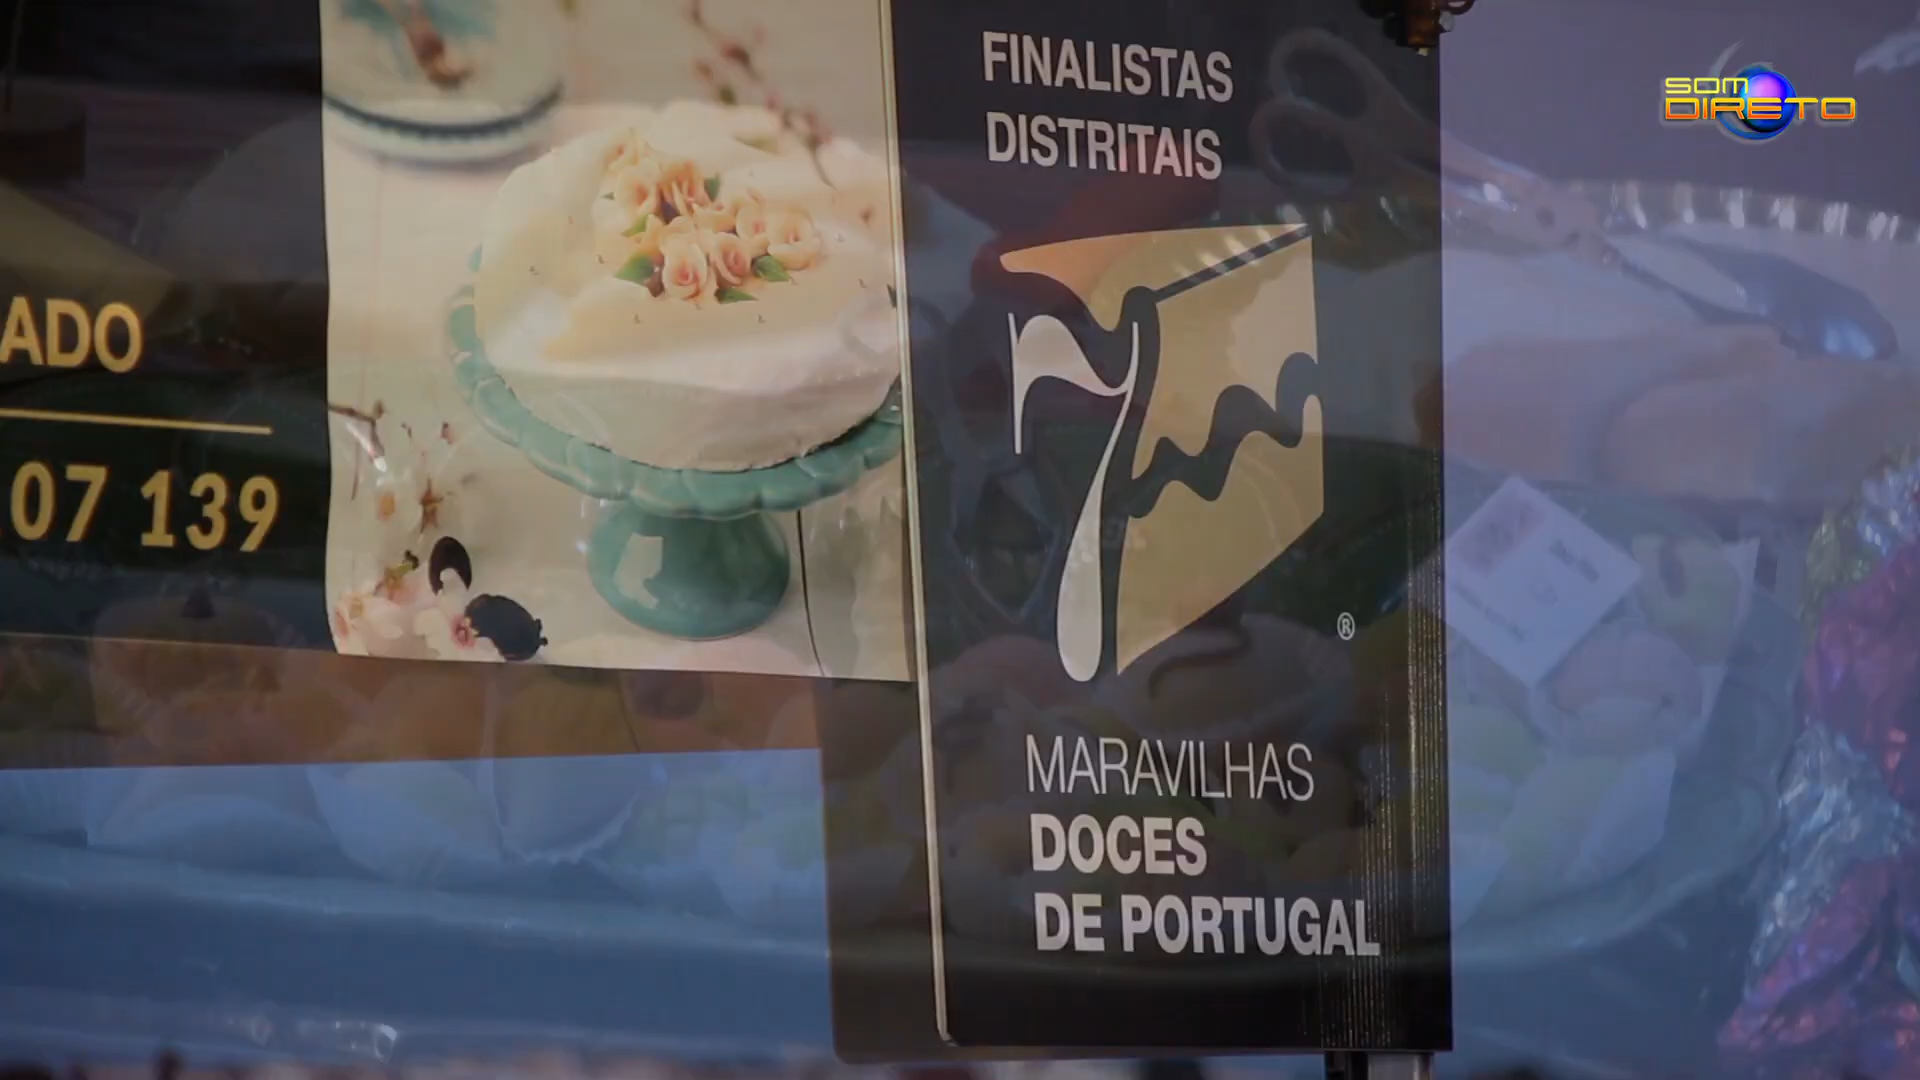 SOM
DIRETO
FINALISTAS
DISTRITAIS
ADO
07 139
7
®
MARAVILHAS
DOCES
DE PORTUGAL